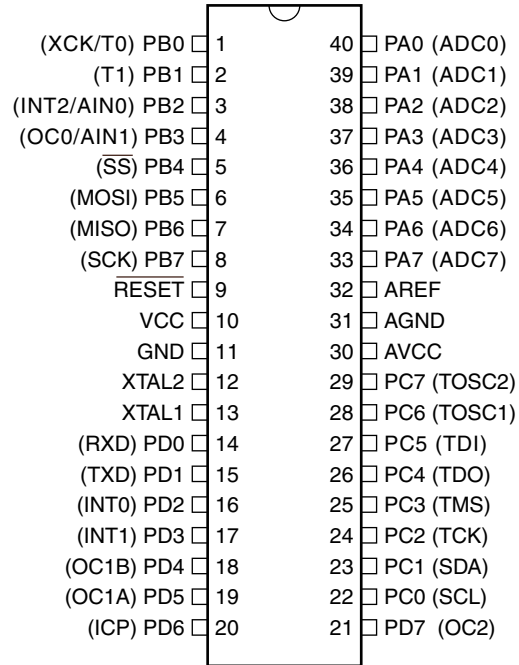 (XCK/T0) PB0 1 40 PA0 (ADC0)
(T1) PB1 2 39 PA1 (ADC1)
(INT2/AIN0) PB2 3 38 PA2 (ADC2)
(OC0/AIN1) PB3 4 37 PA3 (ADC3)
(S̅S̅) PB4 5 36 PA4 (ADC4)
(MOSI) PB5 6 35 PA5 (ADC5)
(MISO) PB6 7 34 PA6 (ADC6)
(SCK) PB7 8 33 PA7 (ADC7)
R̅E̅S̅E̅T̅ 9 32 AREF
VCC 10 31 AGND
GND 11 30 AVCC
XTAL2 12 29 PC7 (TOSC2)
XTAL1 13 28 PC6 (TOSC1)
(RXD) PD0 14 27 PC5 (TDI)
(TXD) PD1 15 26 PC4 (TDO)
(INT0) PD2 16 25 PC3 (TMS)
(INT1) PD3 17 24 PC2 (TCK)
(OC1B) PD4 18 23 PC1 (SDA)
(OC1A) PD5 19 22 PC0 (SCL)
(ICP) PD6 20 21 PD7 (OC2)